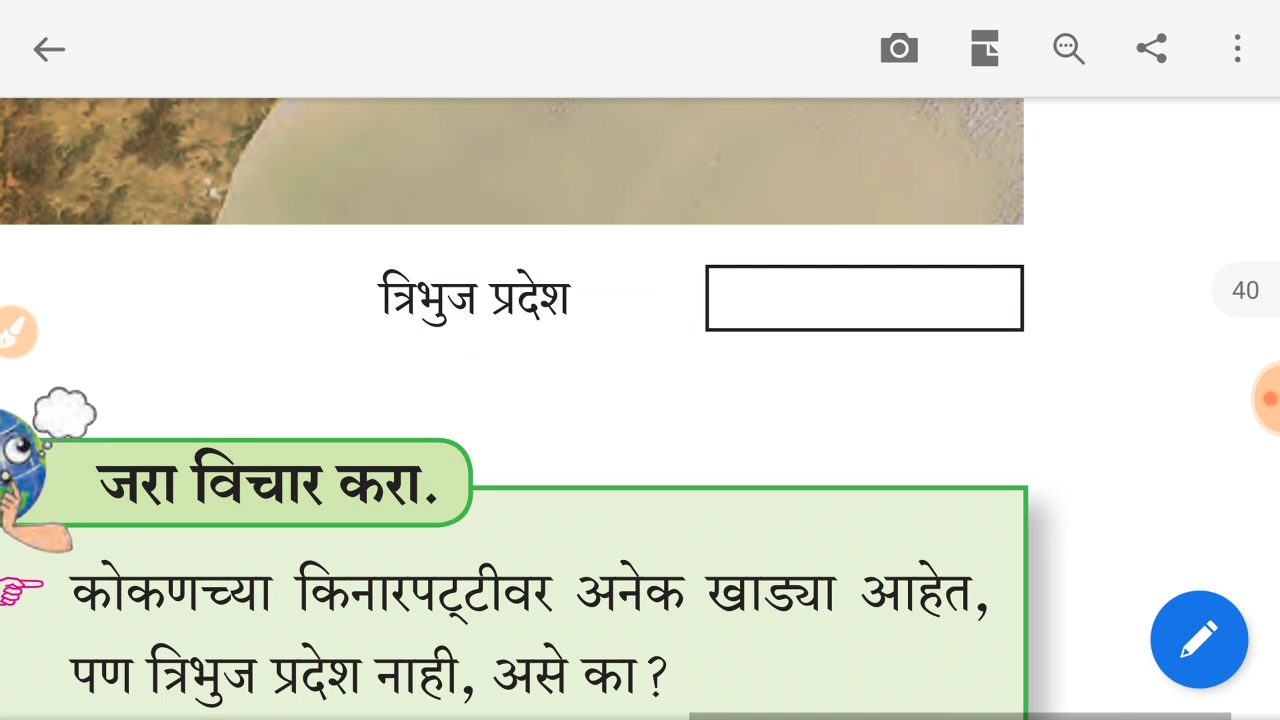 त्रिभुज प्रदेश
40
जरा विचार करा.
कोकणच्या किनारपट्टीवर अनेक खाड्या आहेत,
पण त्रिभुज प्रदेश नाही, असे का?